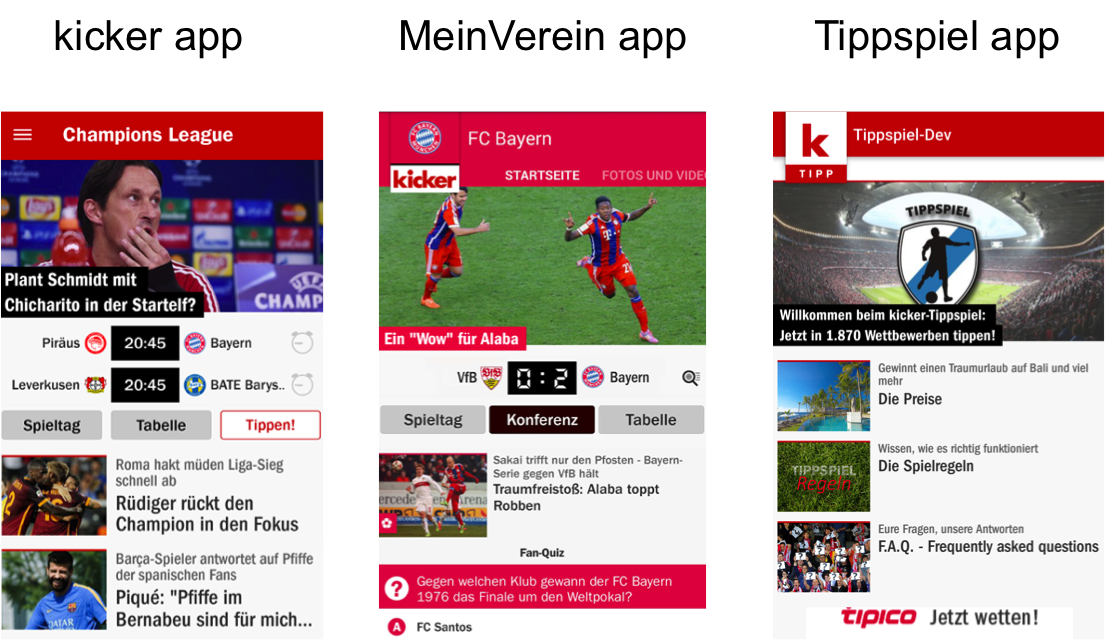 kicker app
MeinVerein app
Tippspiel app
Champions League
Plant Schmidt mit
Chicharito in der Startelf?
CHAMP
Piräus 20:45 Bayern
Leverkusen 20:45 BATE Barys..
Spieltag Tabelle Tippen!
Roma hakt müden Liga-Sieg
schnell ab
Rüdiger rückt den
Champion in den Fokus
Barça-Spieler antwortet auf Pfiffe
der spanischen Fans
Piqué: "Pfiffe im
Bernabeu sind für mich...
FC Bayern
kicker
STARTSEITE FOTOS UND VIDE
Ein "Wow" für Alaba
VfB 0:2 Bayern
Spieltag Konferenz Tabelle
Sakai trifft nur den Pfosten - Bayern-
Serie gegen VfB hält
Traumfreistoß: Alaba toppt
Robben
Fan-Quiz
? Gegen welchen Klub gewann der FC Bayern
1976 das Finale um den Weltpokal?
A FC Santos
k
TIPP
Tippspiel-Dev
TIPPSPIEL
Willkommen beim kicker-Tippspiel:
Jetzt in 1.870 Wettbewerben tippen!
Gewinnt einen Traumurlaub auf Bali und viel
mehr
Die Preise
TIPPSPIEL
Regeln
Wissen, wie es richtig funktioniert
Die Spielregeln
Eure Fragen, unsere Antworten
F.A.Q. - Frequently asked questions
tipico Jetzt wetten!